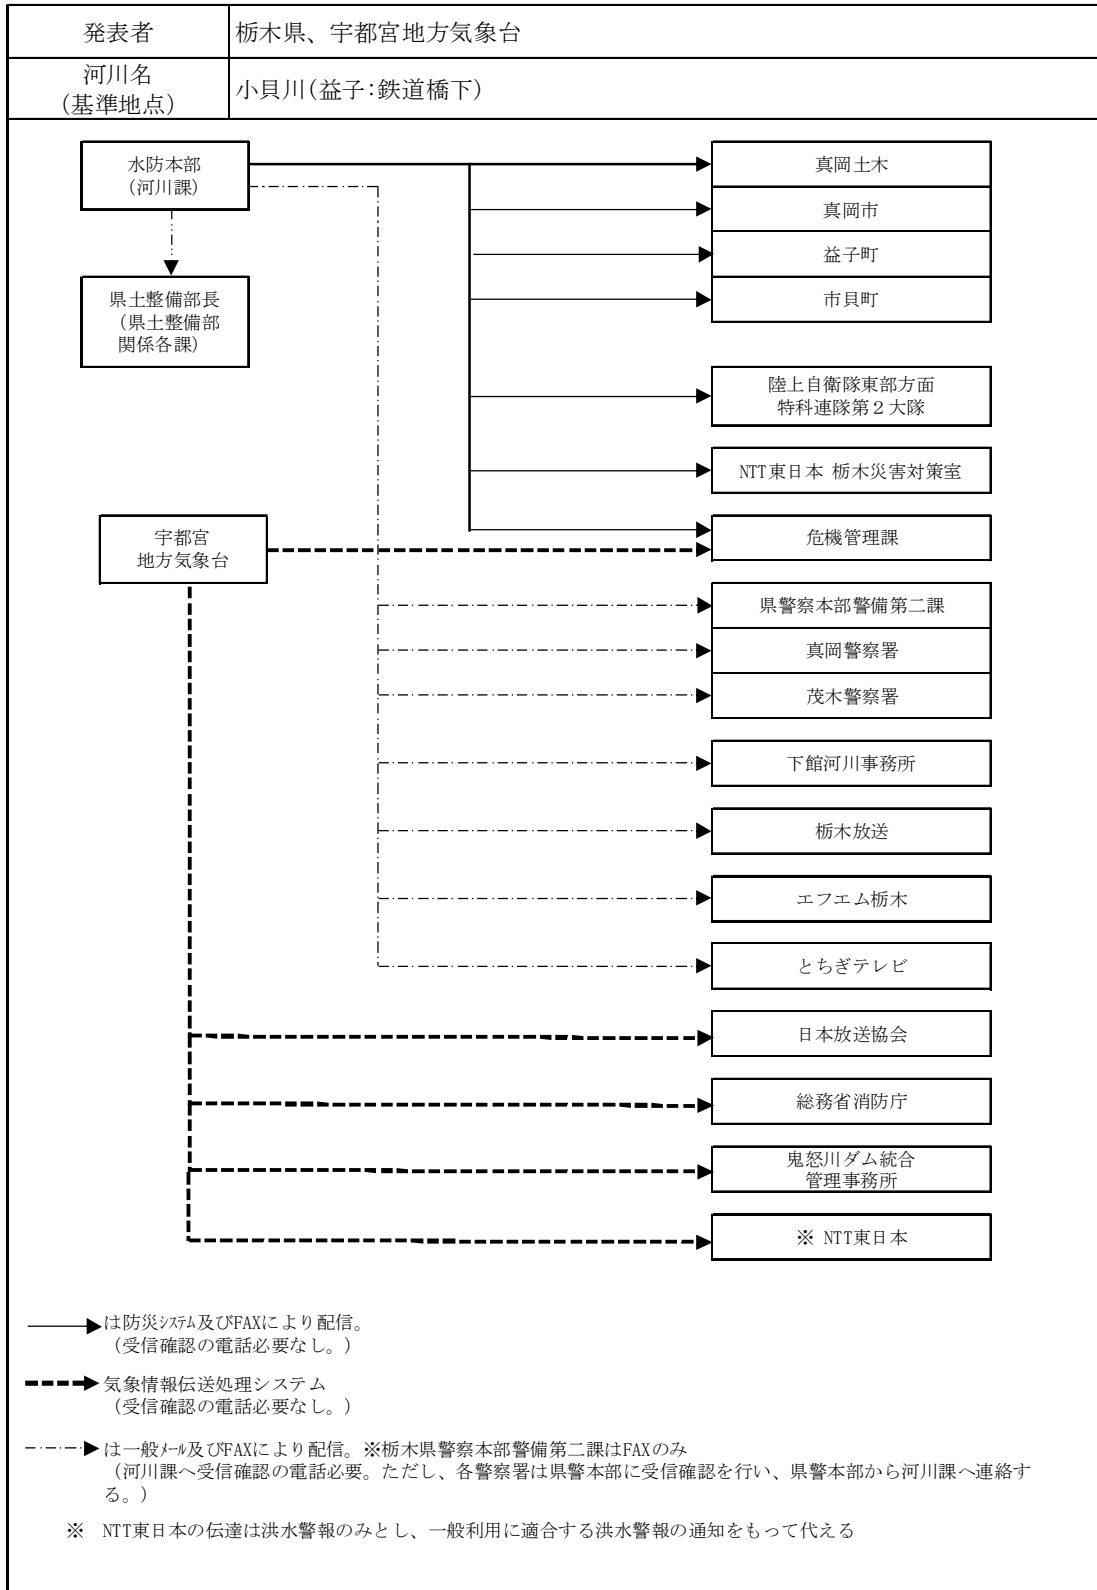 発表者
栃木県、宇都宮地方気象台
河川名
(基準地点)
小貝川(益子:鉄道橋下)
水防本部
(河川課)
県土整備部長
(県土整備部
関係各課)
宇都宮
地方気象台
真岡土木
真岡市
益子町
市貝町
陸上自衛隊東部方面
特科連隊第２大隊
NTT東日本 栃木災害対策室
危機管理課
県警察本部警備第二課
真岡警察署
茂木警察署
下館河川事務所
栃木放送
エフエム栃木
とちぎテレビ
日本放送協会
総務省消防庁
鬼怒川ダム統合
管理事務所
※ NTT東日本
は防災ｼｽﾃﾑ及びFAXにより配信。
(受信確認の電話必要なし。)
気象情報伝送処理システム
(受信確認の電話必要なし。)
は一般ﾒｰﾙ及びFAXにより配信。※栃木県警察本部警備第二課はFAXのみ
(河川課へ受信確認の電話必要。ただし、各警察署は県警本部に受信確認を行い、県警本部から河川課へ連絡す
る。)
※　NTT東日本の伝達は洪水警報のみとし、一般利用に適合する洪水警報の通知をもって代える